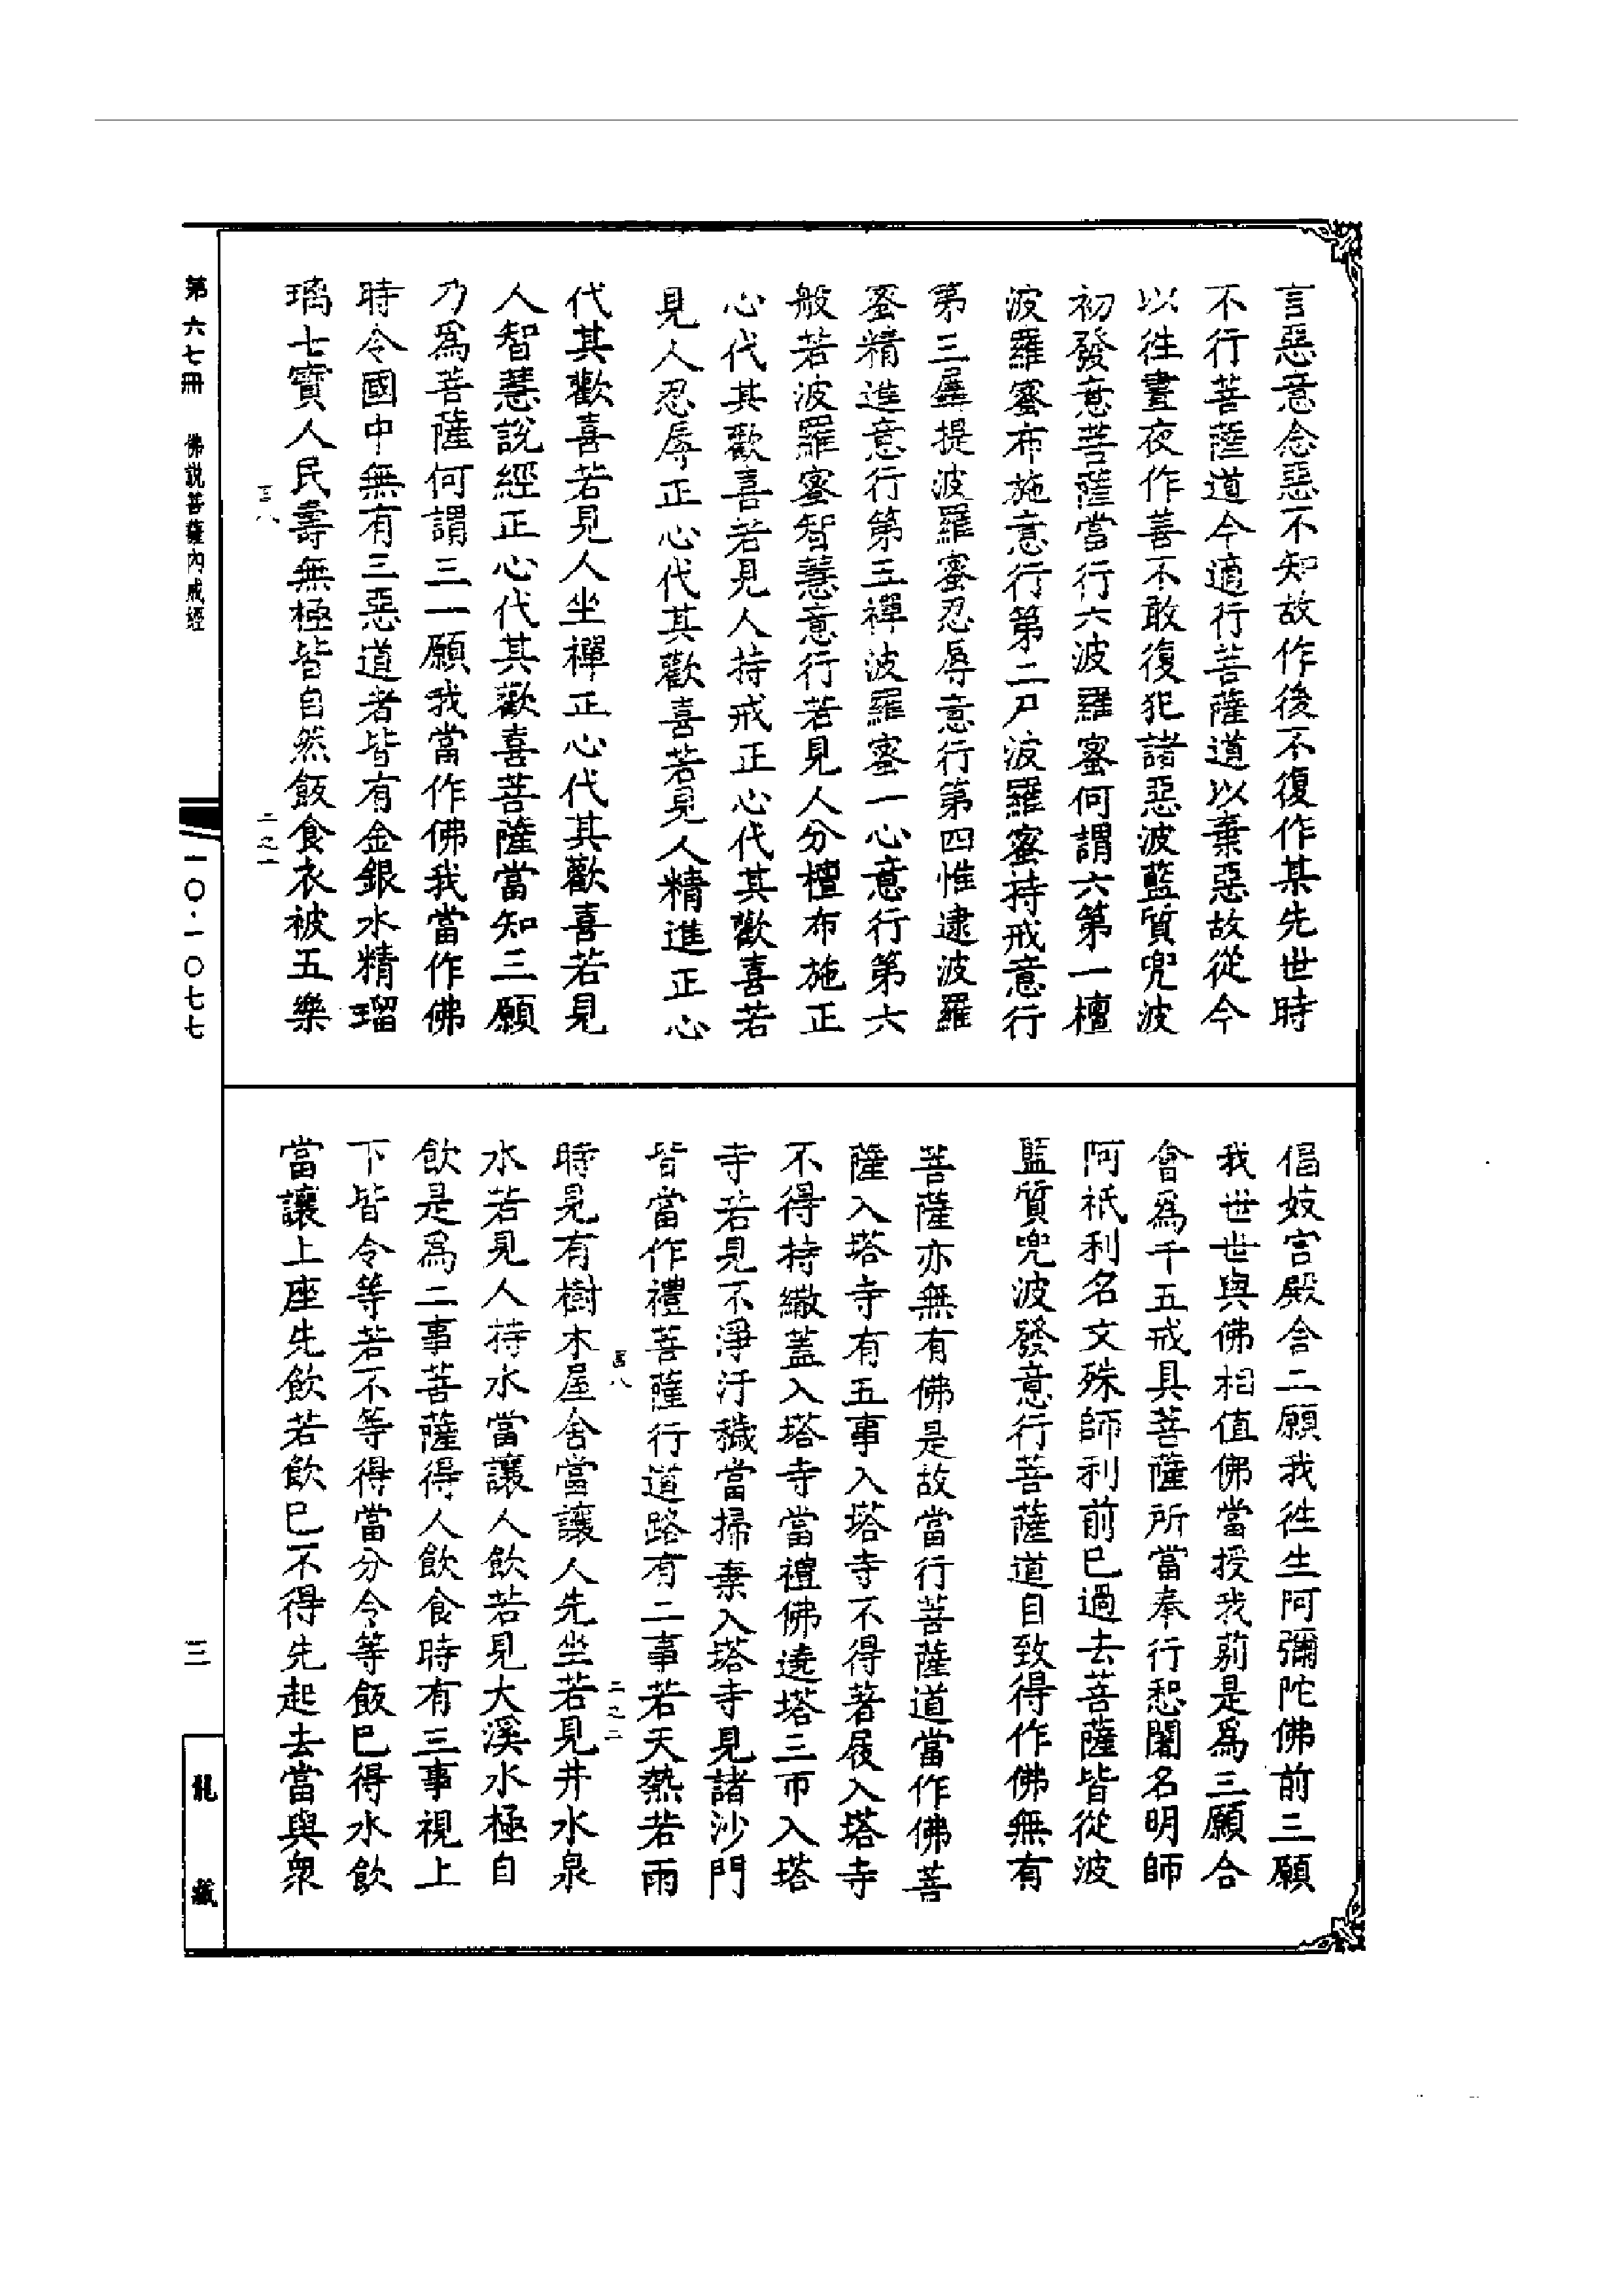 言惡意念惡不知故作後不復作某先世時
不行菩薩道今適行菩薩道以棄惡故從今
以往晝夜作善不敢復犯諸惡波藍質兜波
初發意菩薩當行六波羅蜜何謂六第一檀
波羅蜜布施意行第二尸波羅蜜持戒意行
第三羼提波羅蜜忍辱意行第四惟逮波羅
蜜精進意行第五禪波羅蜜一心意行第六
般若波羅蜜智慧意行若見人分檀布施正
心代其歡喜若見人持戒正心代其歡喜若
見人忍辱正心代其歡喜若見人精進正心
代其歡喜若見人坐禪正心代其歡喜若見
人智慧說經正心代其歡喜菩薩當知三願
乃爲菩薩何謂三一願我當作佛我當作佛
時令國中無有三惡道者皆有金銀水精瑠
璃七寶人民壽無極皆自然飯食衣被五樂
二之一
倡妓宮殿舍二願我徃生阿彌陀佛前三願
我世世與佛相值佛當授我莂是爲三願合
會爲千五戒具菩薩所當奉行恕闍名明師
阿祇利名文殊師利前已過去菩薩皆從波
藍質兜波發意行菩薩道自致得作佛無有
菩薩亦無有佛是故當行菩薩道當作佛菩
薩入塔寺有五事入塔寺不得著屐入塔寺
不得持繖蓋入塔寺當禮佛遶塔三帀入塔
寺若見不淨汙穢當掃棄入塔寺見諸沙門
皆當作禮菩薩行道路有二事若天熱若雨
二之二
時見有樹木屋舍當讓人先坐若見井水泉
水若見人持水當讓人飲若見大溪水極自
飲是爲二事菩薩得人飲食時有三事視上
下皆令等若不等得當分令等飯已得水飲
當讓上座先飲若飲已不得先起去當與衆
第六七冊 佛說菩薩內戒經
一〇·一〇七七
三
龍藏